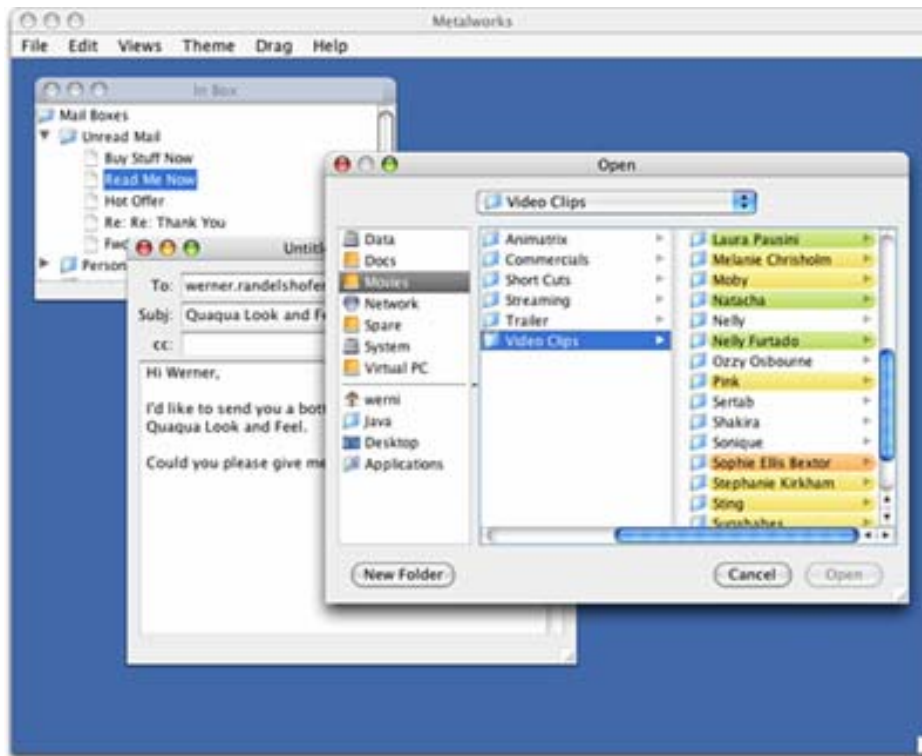 Metalworks
File Edit Views Theme Drag Help
In Box
Mail Boxes
Unread Mail
Buy Stuff Now
Read Me Now
Hot Offer
Re: Re: Thank You
To: werner.randelshofer
Subj: Quaqua Look and
cc:
Hi Werner,
I'd like to send you a
Quaqua Look and Feel.
Could you please give me
Open
Video Clips
Data
Docs
Movies
Network
Spare
System
Virtual PC
werni
Java
Desktop
Applications
Animatrix
Commercials
Short Cuts
Streaming
Trailer
Video Clips
Laura Pausini
Melanie Chrisholm
Moby
Natacha
Nelly
Nelly Furtado
Ozzy Osbourne
Pink
Sertab
Shakira
Sonique
Sophie Ellis Bextor
Stephanie Kirkham
Sting
New Folder
Cancel
Open